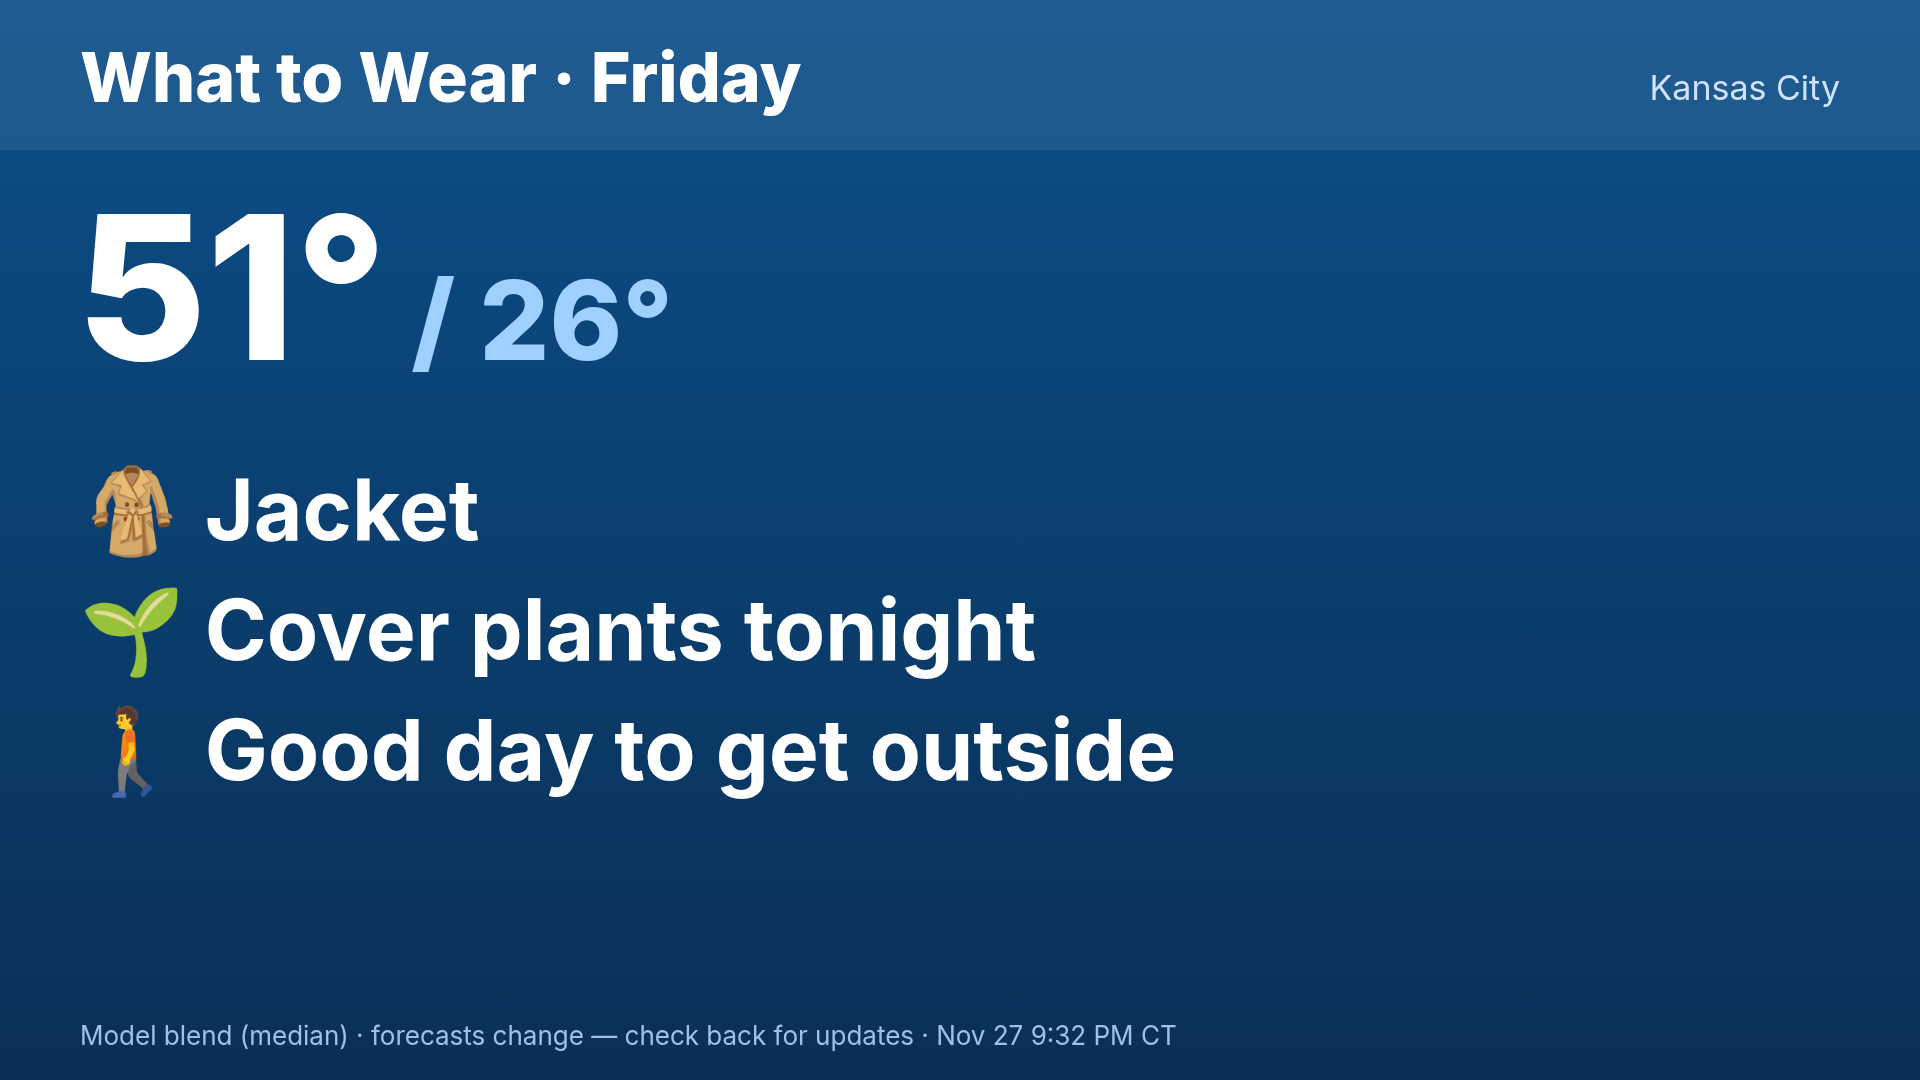 What to Wear · Friday
Kansas City
51° / 26°
Jacket
Cover plants tonight
Good day to get outside
Model blend (median) · forecasts change — check back for updates · Nov 27 9:32 PM CT